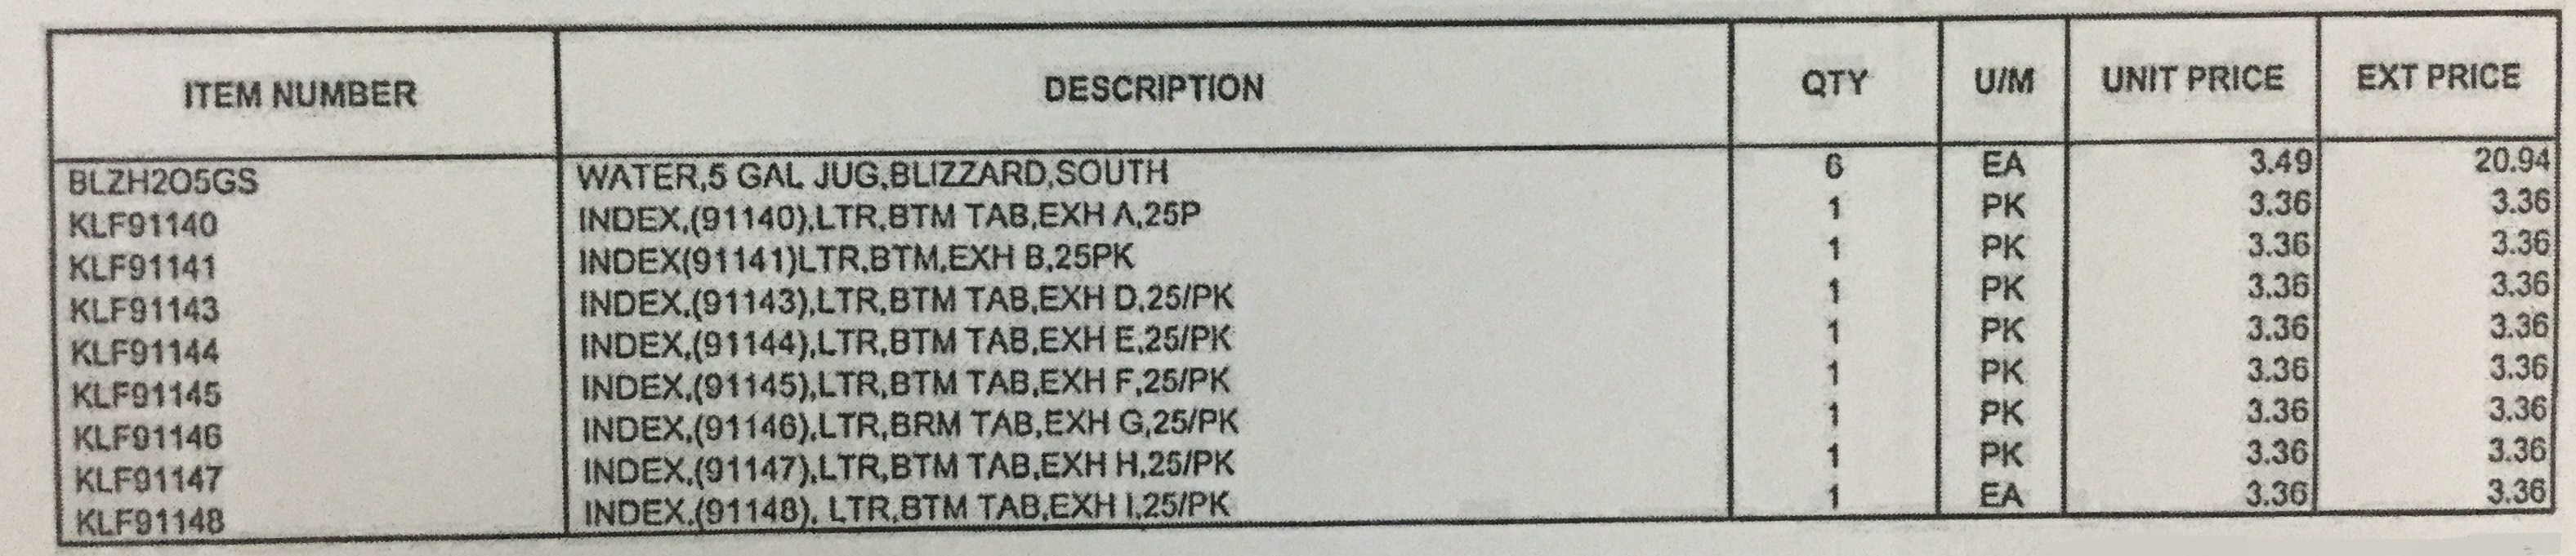 ITEM NUMBER DESCRIPTION QTY U/M UNIT PRICE EXT PRICE
BLZH2O5GS WATER,5 GAL JUG,BLIZZARD,SOUTH 6 EA 3.49 20.94
KLF91140 INDEX,(91140),LTR,BTM TAB,EXH A,25P 1 PK 3.36 3.36
KLF91141 INDEX(91141)LTR,BTM,EXH B,25PK 1 PK 3.36 3.36
KLF91143 INDEX,(91143),LTR,BTM TAB,EXH D,25/PK 1 PK 3.36 3.36
KLF91144 INDEX,(91144),LTR,BTM TAB,EXH E,25/PK 1 PK 3.36 3.36
KLF91145 INDEX,(91145),LTR,BTM TAB,EXH F,25/PK 1 PK 3.36 3.36
KLF91146 INDEX,(91146),LTR,BRM TAB,EXH G,25/PK 1 PK 3.36 3.36
KLF91147 INDEX,(91147),LTR,BTM TAB,EXH H,25/PK 1 PK 3.36 3.36
KLF91148 INDEX,(91148), LTR,BTM TAB,EXH I,25/PK 1 EA 3.36 3.36